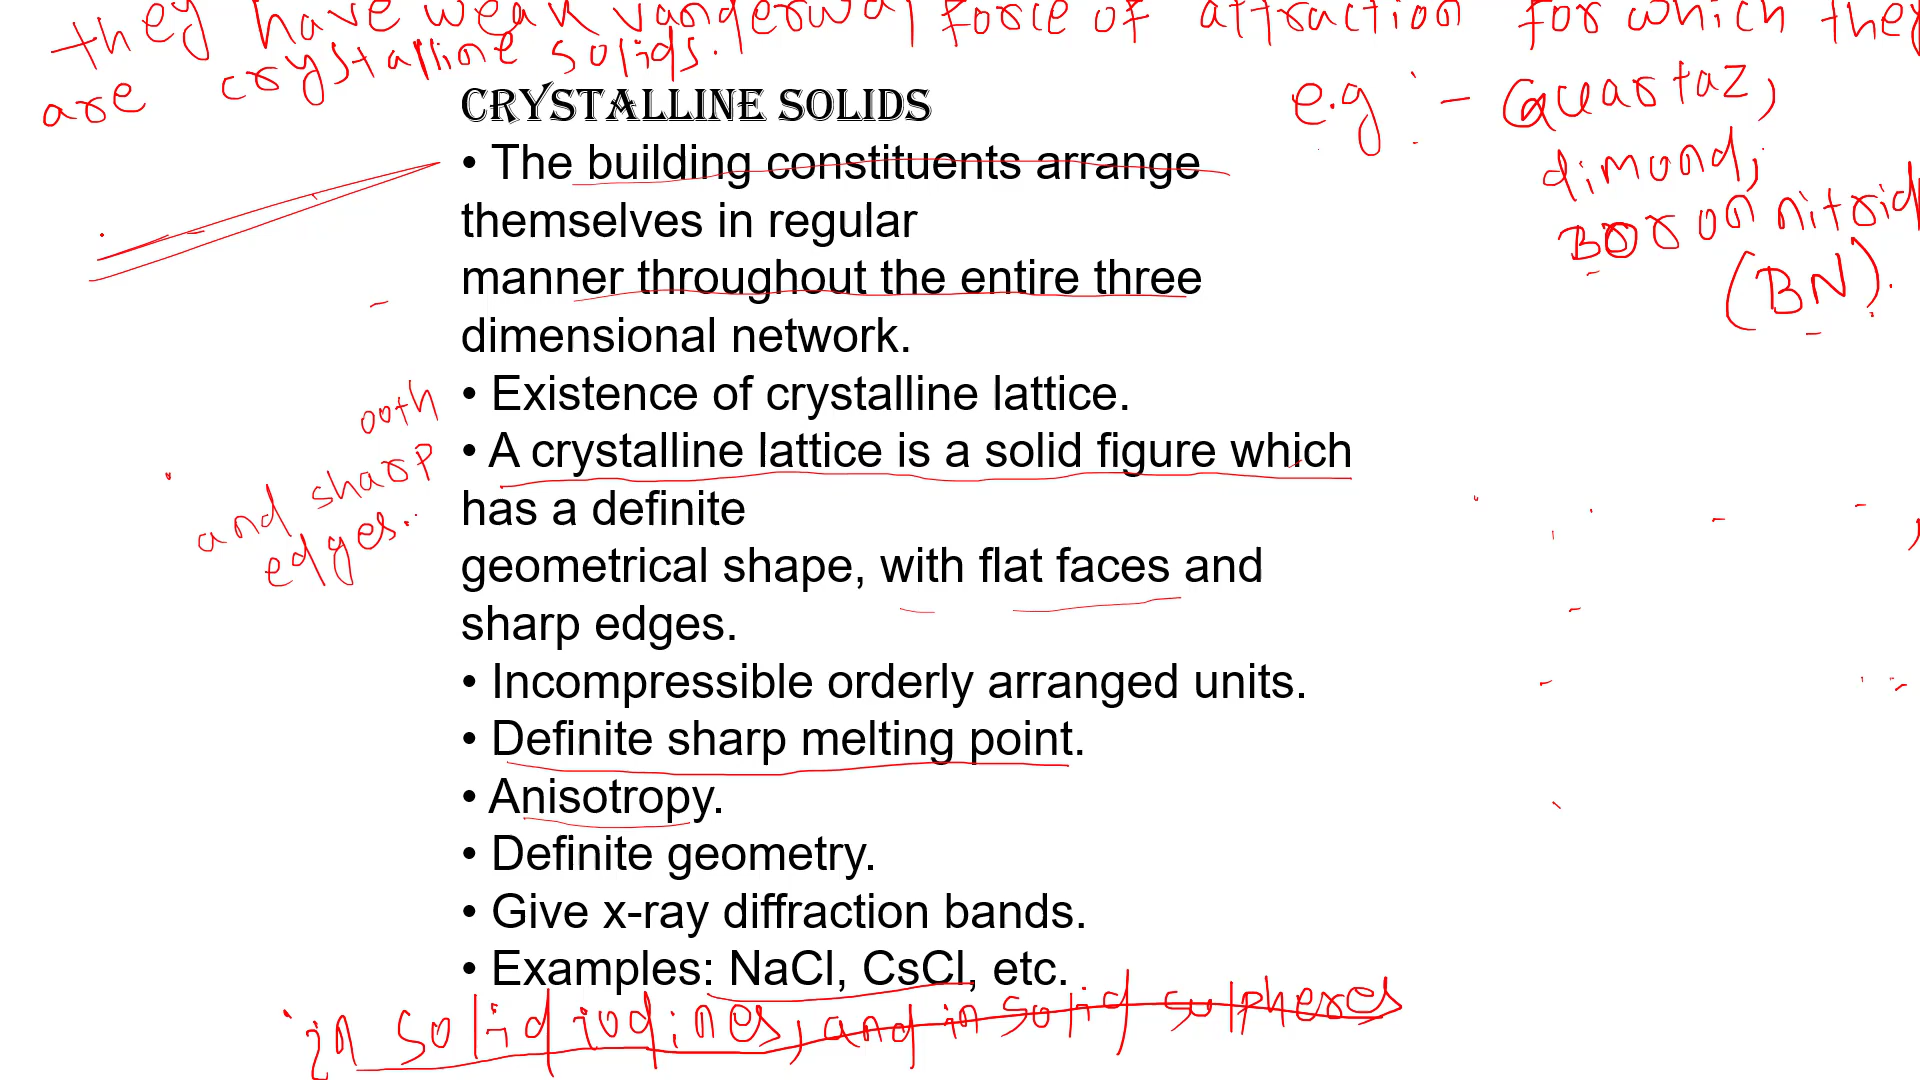 they have weak vanderwal force of attraction for which they
are crystalline solids.
CRYSTALLINE SOLIDS
e.g :- Quartaz,
dimond,
Boron nitrid
(BN).
• The building constituents arrange
themselves in regular
manner throughout the entire three
dimensional network.
• Existence of crystalline lattice.
• A crystalline lattice is a solid figure which
has a definite
geometrical shape, with flat faces and
sharp edges.
ooth
and sharp
edges.
• Incompressible orderly arranged units.
• Definite sharp melting point.
• Anisotropy.
• Definite geometry.
• Give x-ray diffraction bands.
• Examples: NaCl, CsCl, etc.
in solid iodines, and in solid sulpheres